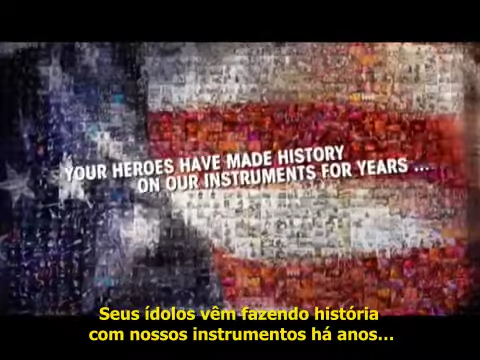 YOUR HEROES HAVE MADE HISTORY
ON OUR INSTRUMENTS FOR YEARS ...
Seus ídolos vêm fazendo história
com nossos instrumentos há anos...